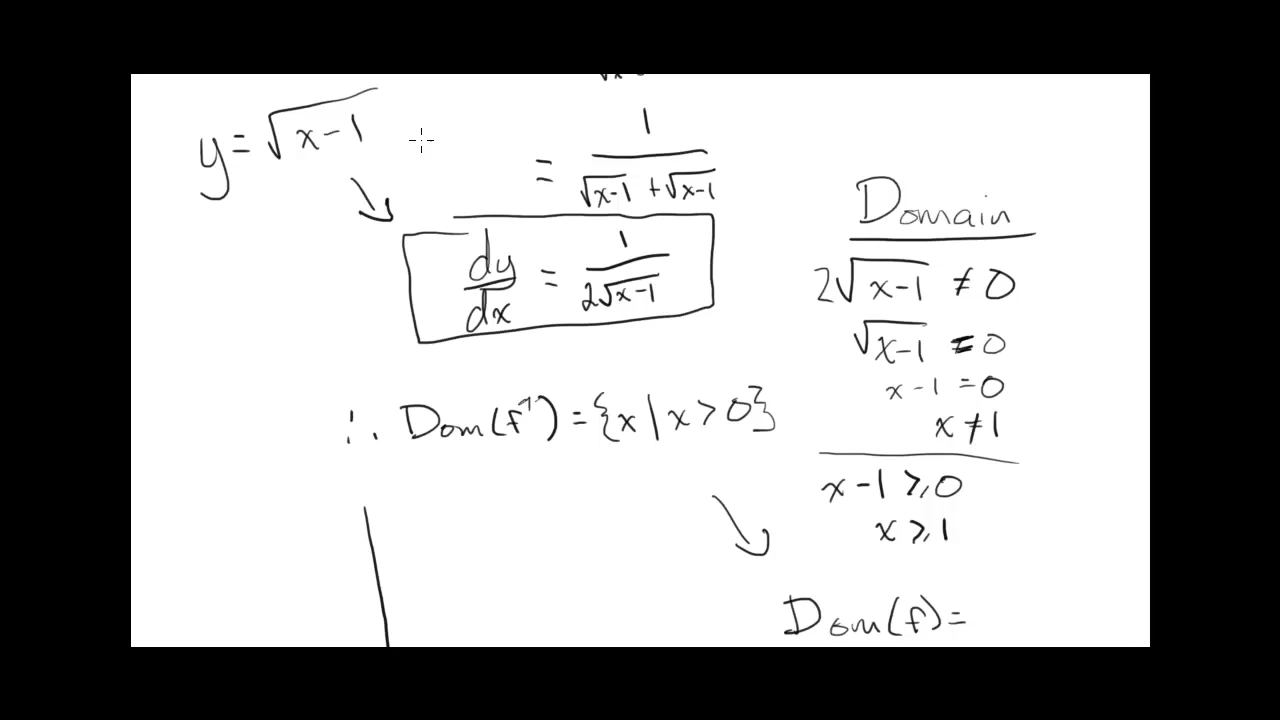 y = √(x-1)
= 1/(√(x-1) + √(x-1))
dy/dx = 1/(2√(x-1))
∴ Dom(f⁻¹) = {x | x > 0}
Domain
2√(x-1) ≠ 0
√(x-1) ≠ 0
x - 1 = 0
x ≠ 1
x - 1 ≥ 0
x ≥ 1
Dom(f) =